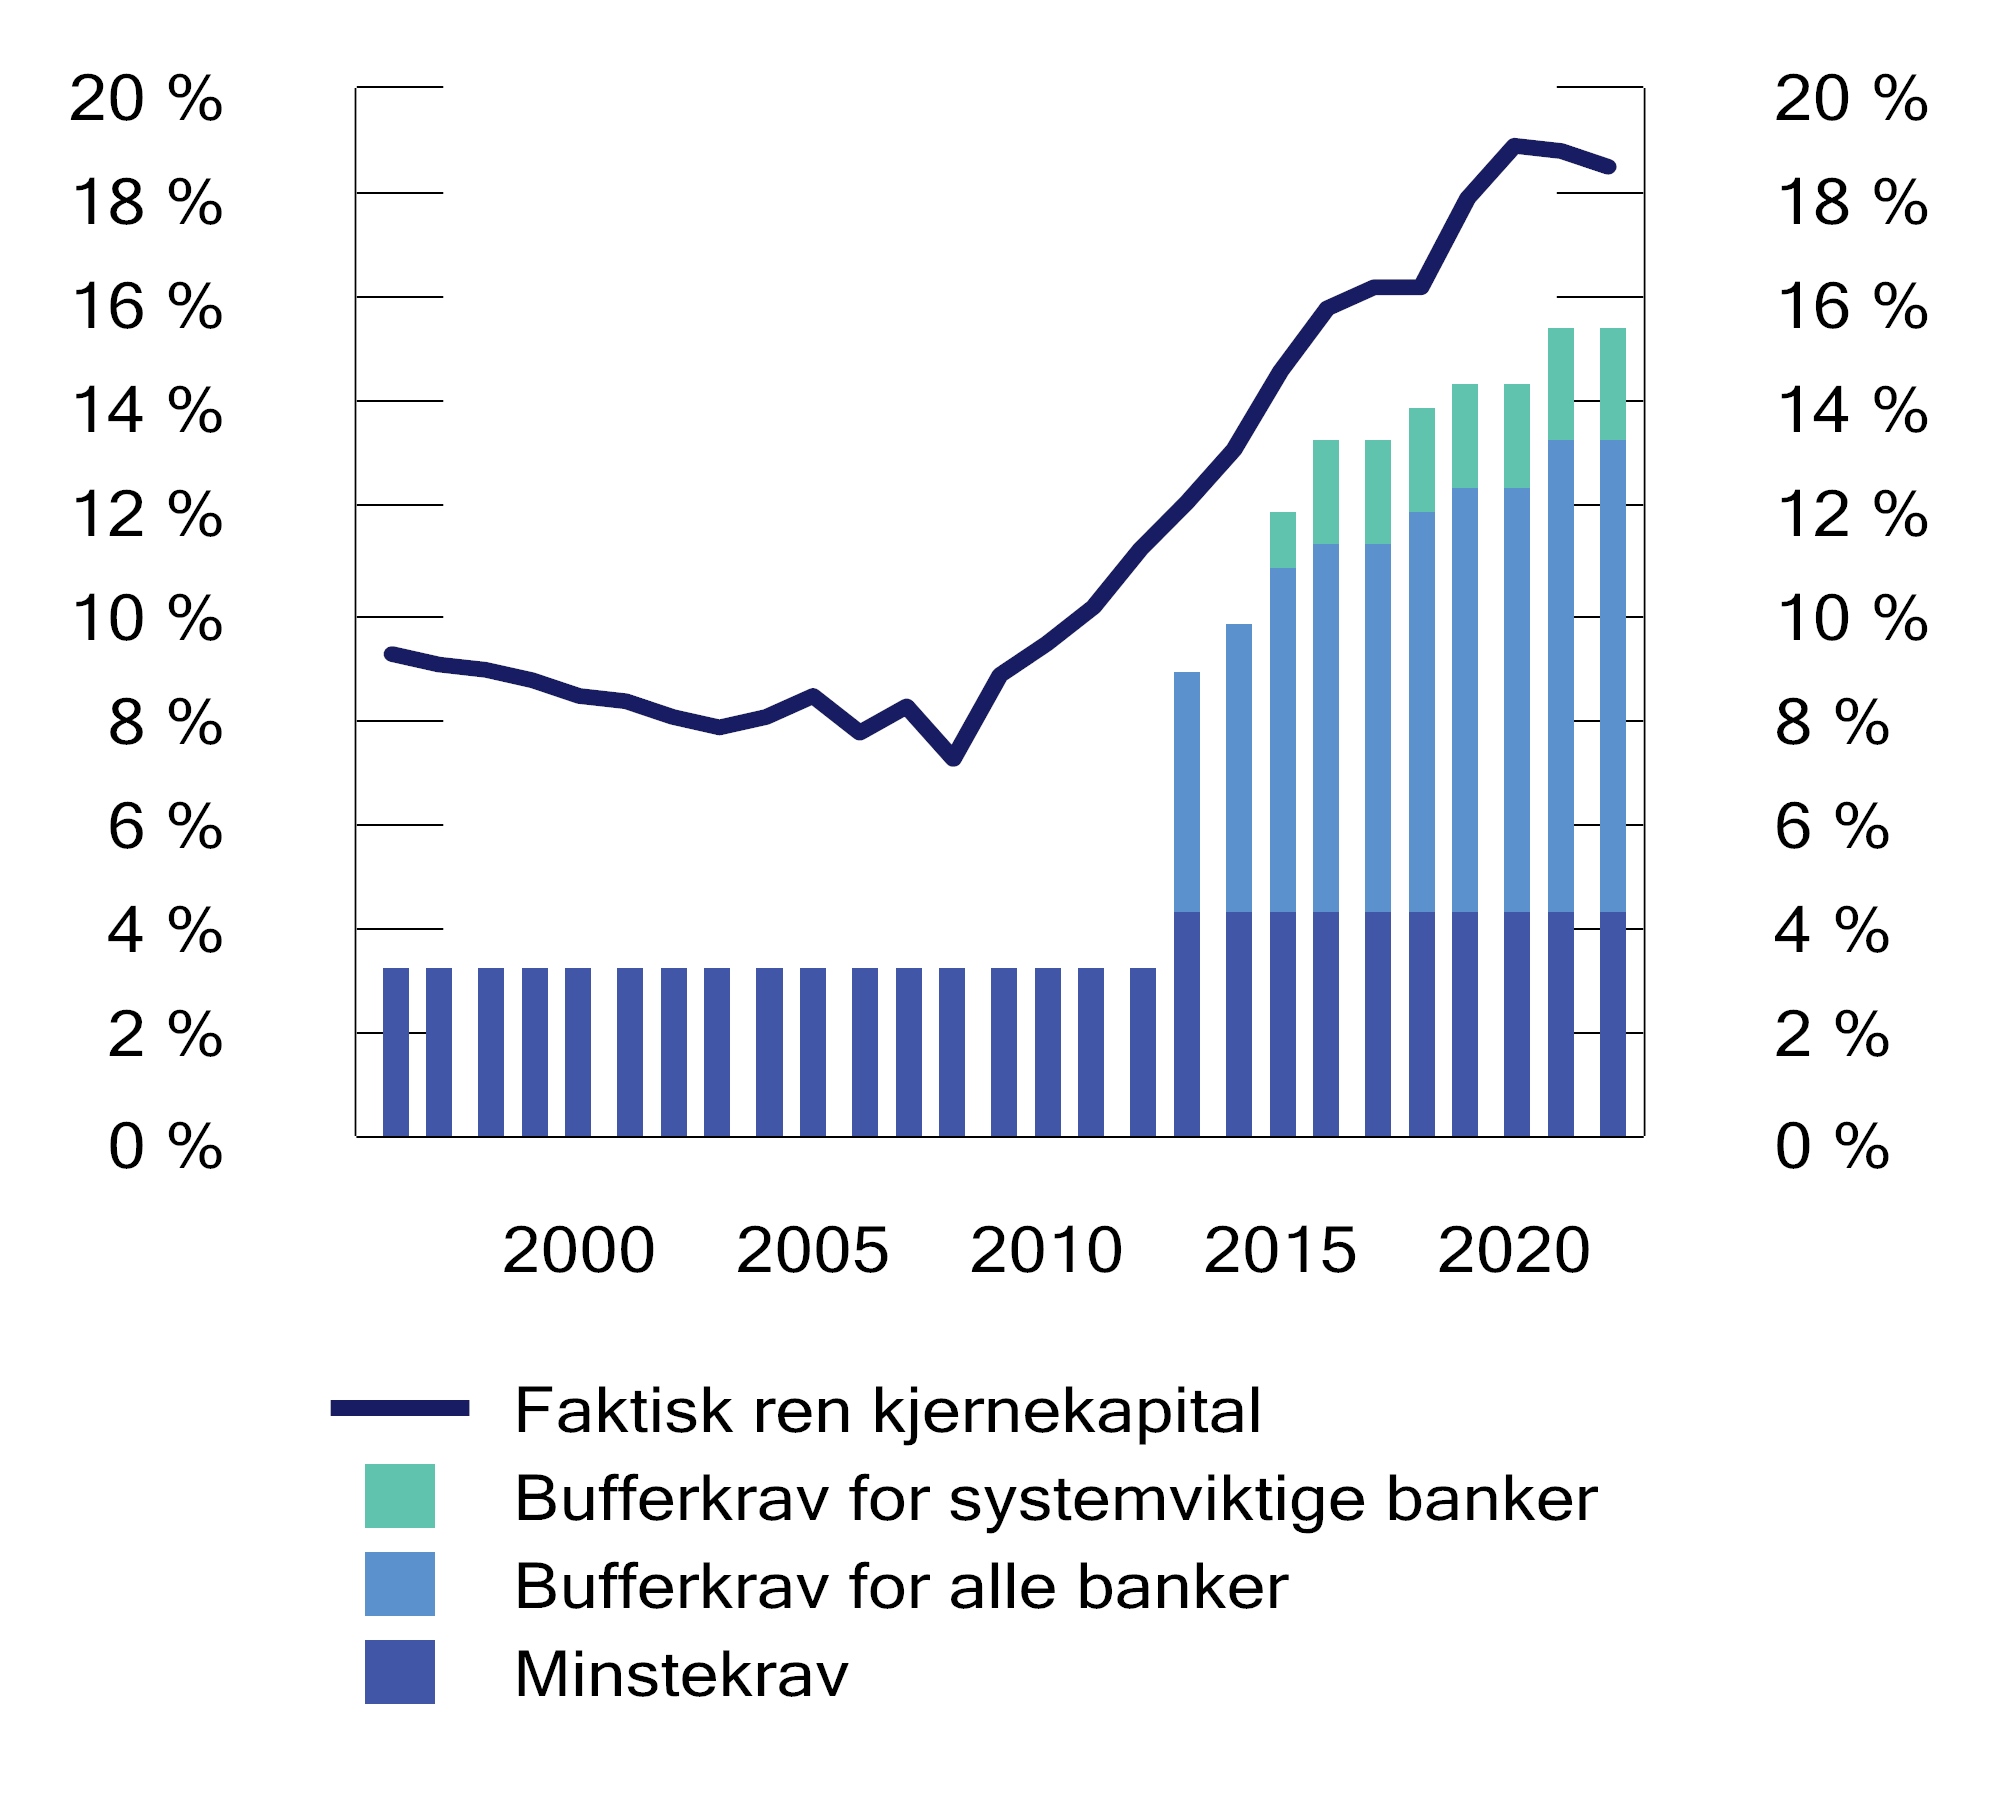 20 % 20 %
18 % 18 %
16 % 16 %
14 % 14 %
12 % 12 %
10 % 10 %
8 % 8 %
6 % 6 %
4 % 4 %
2 % 2 %
0 % 0 %
2000 2005 2010 2015 2020
Faktisk ren kjernekapital
Bufferkrav for systemviktige banker
Bufferkrav for alle banker
Minstekrav